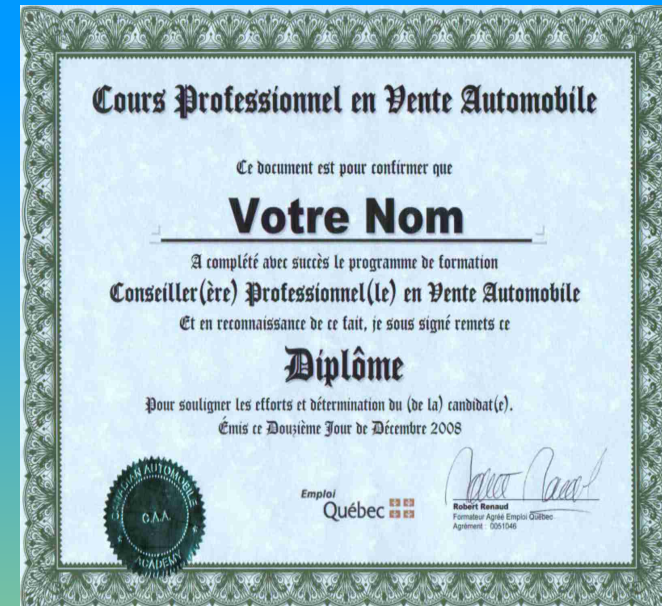 Cours Professionnel en Vente Automobile
Ce document est pour confirmer que
Votre Nom
A complété avec succès le programme de formation
Conseiller(ère) Professionnel(le) en Vente Automobile
Et en reconnaissance de ce fait, je sous signé remets ce
Diplôme
Pour souligner les efforts et détermination du (de la) candidat(e).
Émis ce Douzième Jour de Décembre 2008
CANADIAN AUTOMOBILE
C.A.A.
ACADEMY
Emploi
Québec
Robert Renaud
Formateur Agréé Emploi Québec
Agrément : 0051046